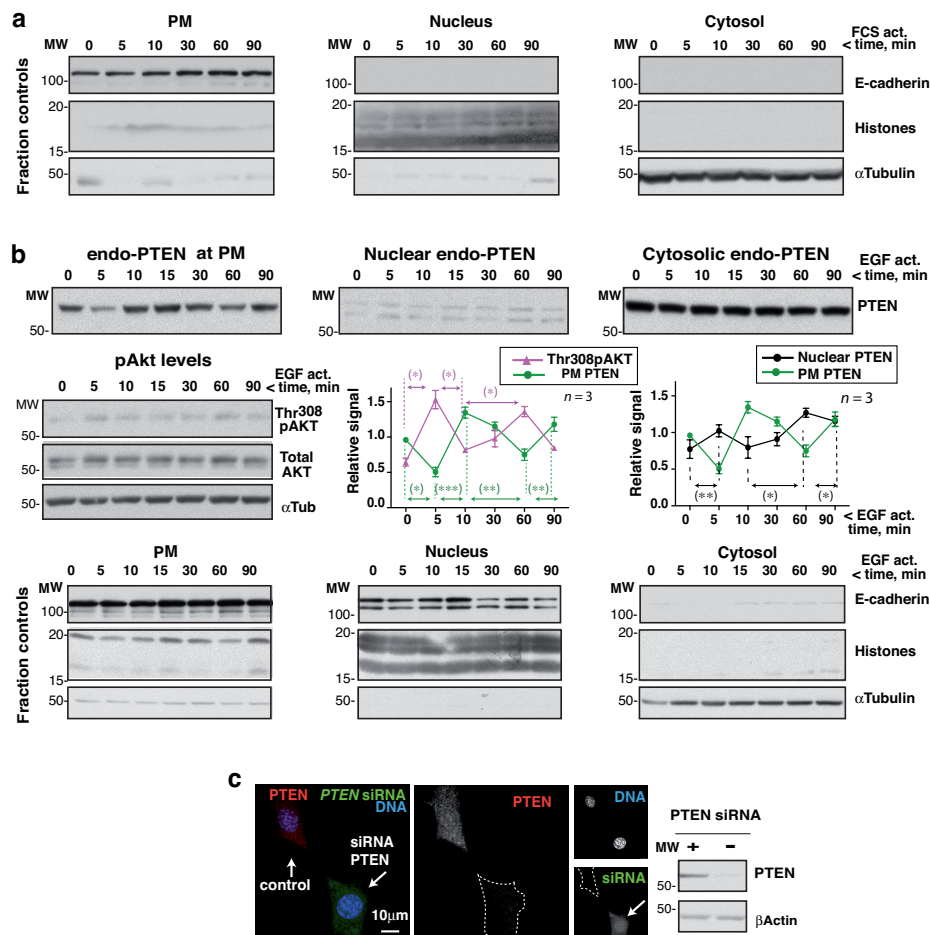 a
PM
Nucleus
Cytosol
MW 0 5 10 30 60 90
MW 0 5 10 30 60 90
MW 0 5 10 30 60 90
FCS act.
< time, min
Fraction controls
100-
100-
100-
E-cadherin
20-
15-
20-
15-
20-
15-
Histones
50-
50-
50-
αTubulin
b
endo-PTEN at PM
Nuclear endo-PTEN
Cytosolic endo-PTEN
0 5 10 15 30 60 90
0 5 10 15 30 60 90
0 5 10 15 30 60 90
EGF act.
< time, min
MW
MW
MW
PTEN
50-
50-
50-
pAkt levels
0 5 10 15 30 60 90
EGF act.
< time, min
MW
Thr308
pAKT
50-
Total
AKT
50-
50-
αTub
Thr308pAKT
PM PTEN
n = 3
Relative signal
1.5
1.0
0.5
0.0
(*) (*) (*)
(*) (***) (**) (**)
0 5 10 30 60 90
Nuclear PTEN
PM PTEN
n = 3
Relative signal
1.5
1.0
0.5
0
(**) (*) (*)
0 5 10 30 60 90
< EGF act.
time, min
PM
Nucleus
Cytosol
0 5 10 15 30 60 90
0 5 10 15 30 60 90
0 5 10 15 30 60 90
EGF act.
< time, min
Fraction controls
MW
MW
MW
100-
100-
100-
E-cadherin
20-
15-
20-
15-
20-
15-
Histones
50-
50-
50-
αTubulin
c
PTEN
PTEN siRNA
DNA
siRNA
PTEN
control
10μm
PTEN
DNA
siRNA
PTEN siRNA
MW + −
50-
PTEN
50-
βActin